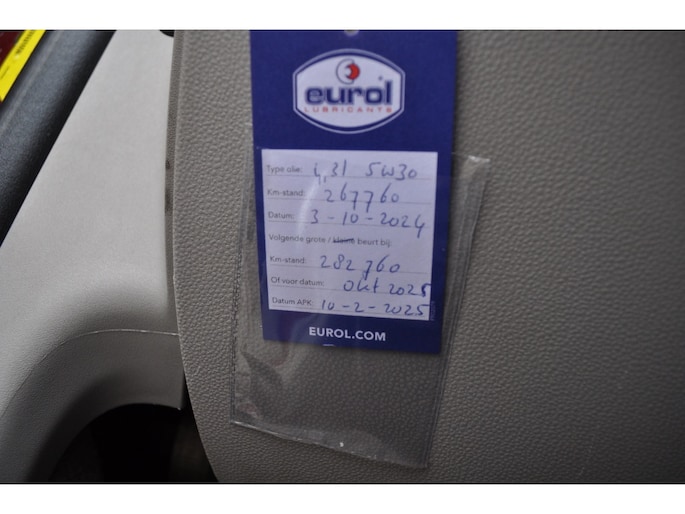 eurol
LUBRICANTS
Type olie: 4,3l 5W30
Km-stand: 267760
Datum: 3-10-2024
Volgende grote / kleine beurt bij:
Km-stand: 282760
Of voor datum: okt 2025
Datum APK: 10-2-2025
EUROL.COM